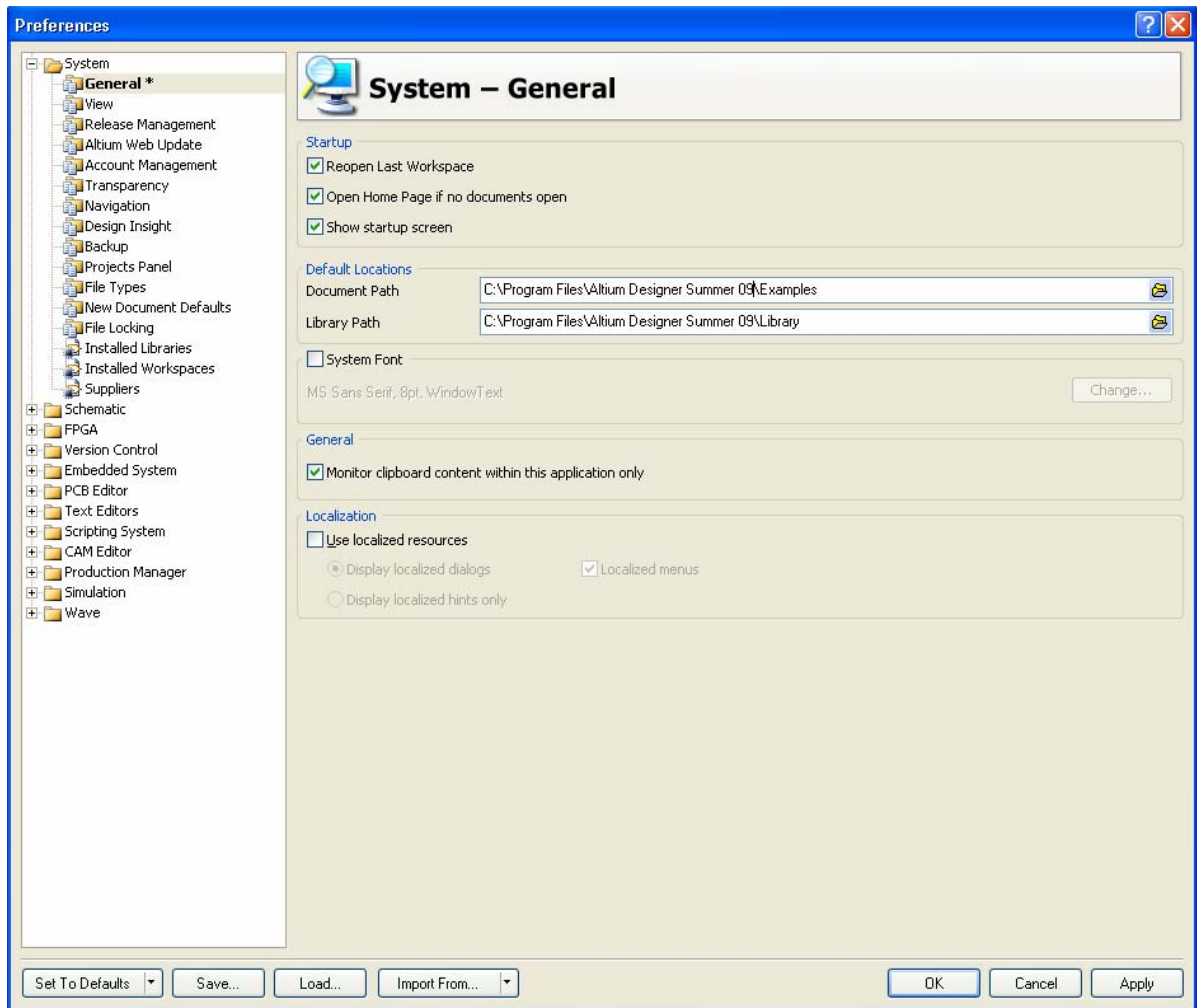 Preferences
System
General *
View
Release Management
Altium Web Update
Account Management
Transparency
Navigation
Design Insight
Backup
Projects Panel
File Types
New Document Defaults
File Locking
Installed Libraries
Installed Workspaces
Suppliers
Schematic
FPGA
Version Control
Embedded System
PCB Editor
Text Editors
Scripting System
CAM Editor
Production Manager
Simulation
Wave
System – General
Startup
Reopen Last Workspace
Open Home Page if no documents open
Show startup screen
Default Locations
Document Path C:\Program Files\Altium Designer Summer 09\Examples
Library Path C:\Program Files\Altium Designer Summer 09\Library
System Font
MS Sans Serif, 8pt, WindowText Change...
General
Monitor clipboard content within this application only
Localization
Use localized resources
Display localized dialogs Localized menus
Display localized hints only
Set To Defaults Save... Load... Import From... OK Cancel Apply